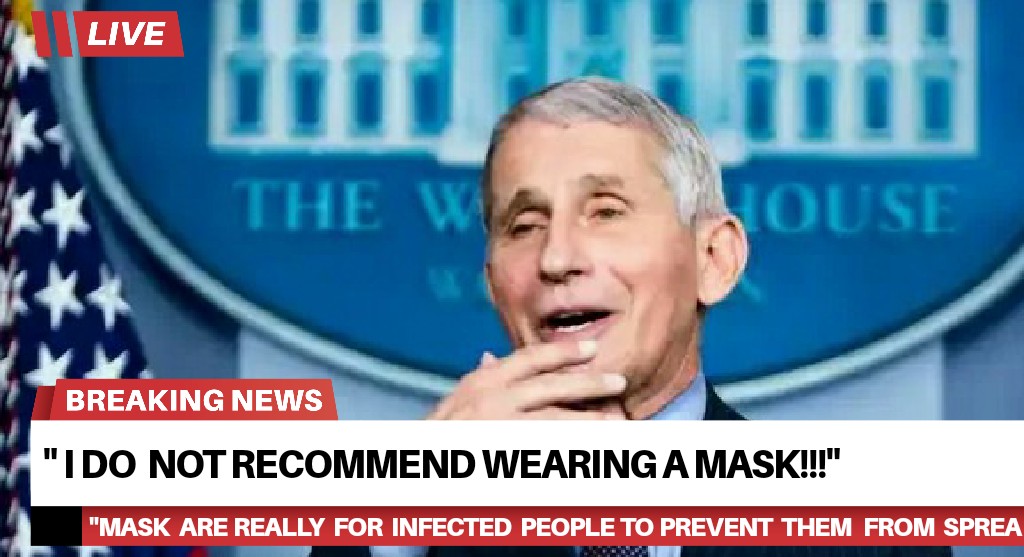 LIVE
THE W HOUSE
W N
BREAKING NEWS
" I DO NOT RECOMMEND WEARING A MASK!!!"
"MASK ARE REALLY FOR INFECTED PEOPLE TO PREVENT THEM FROM SPREA